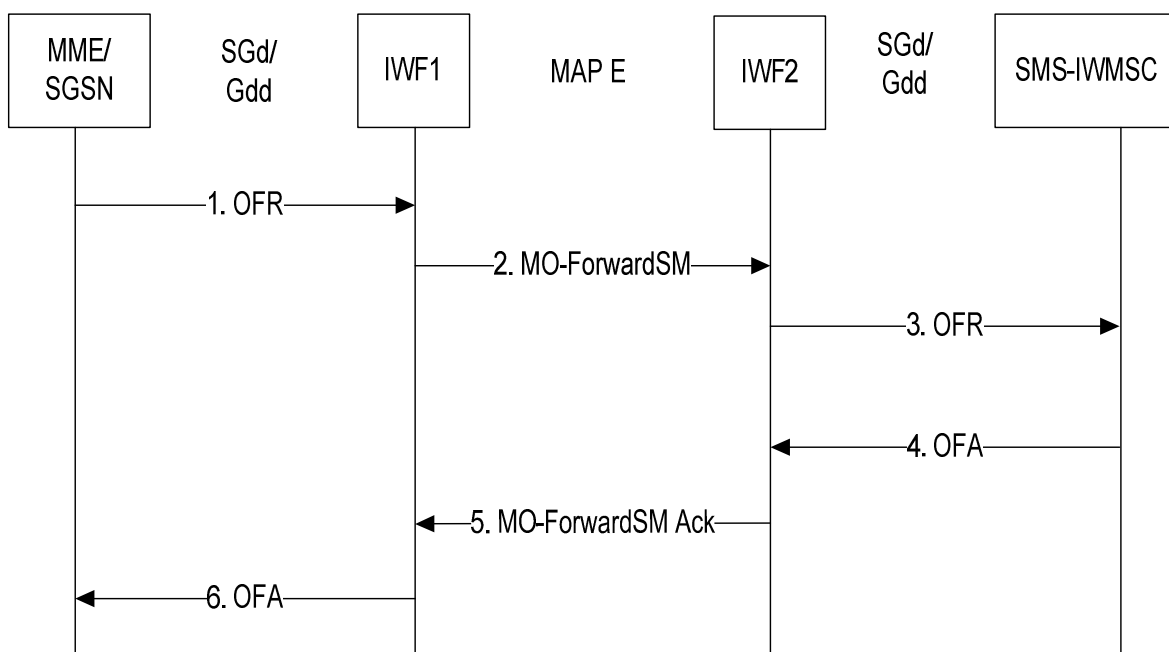 MME/
SGSN
SGd/
Gdd
IWF1
MAP E
IWF2
SGd/
Gdd
SMS-IWMSC
1. OFR
2. MO-ForwardSM
3. OFR
4. OFA
5. MO-ForwardSM Ack
6. OFA